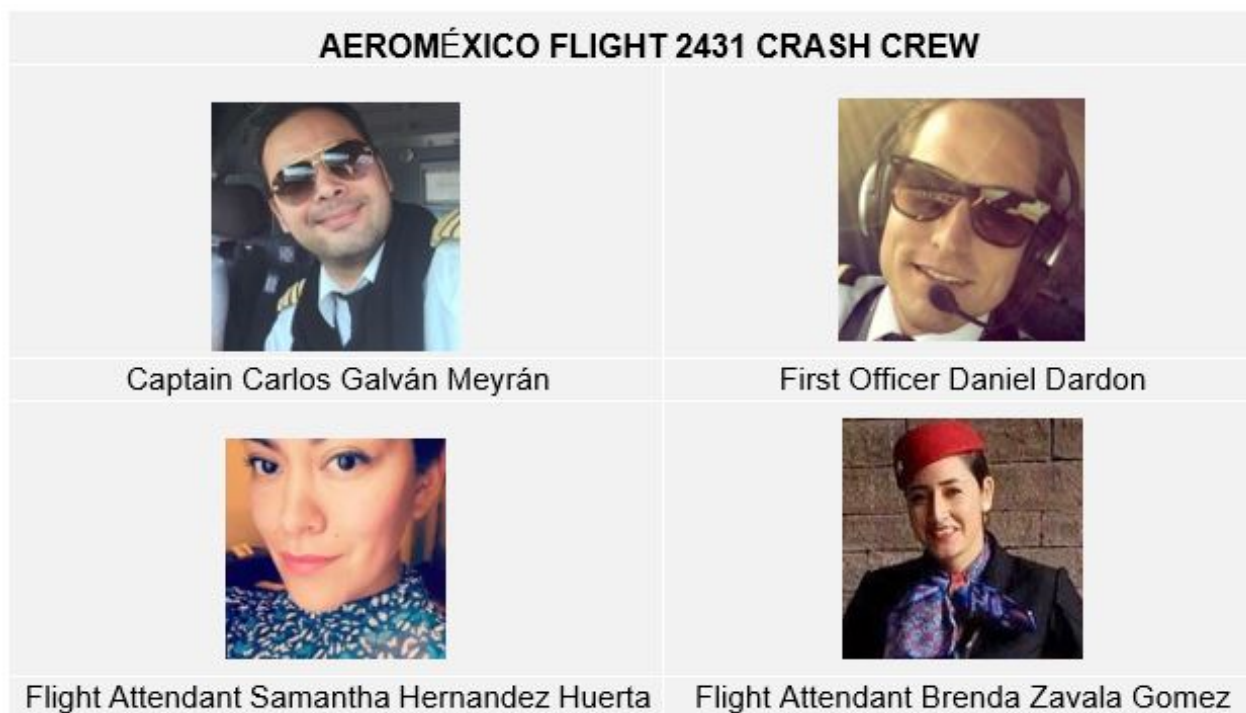 AEROMÉXICO FLIGHT 2431 CRASH CREW
Captain Carlos Galván Meyrán
First Officer Daniel Dardon
Flight Attendant Samantha Hernandez Huerta
Flight Attendant Brenda Zavala Gomez